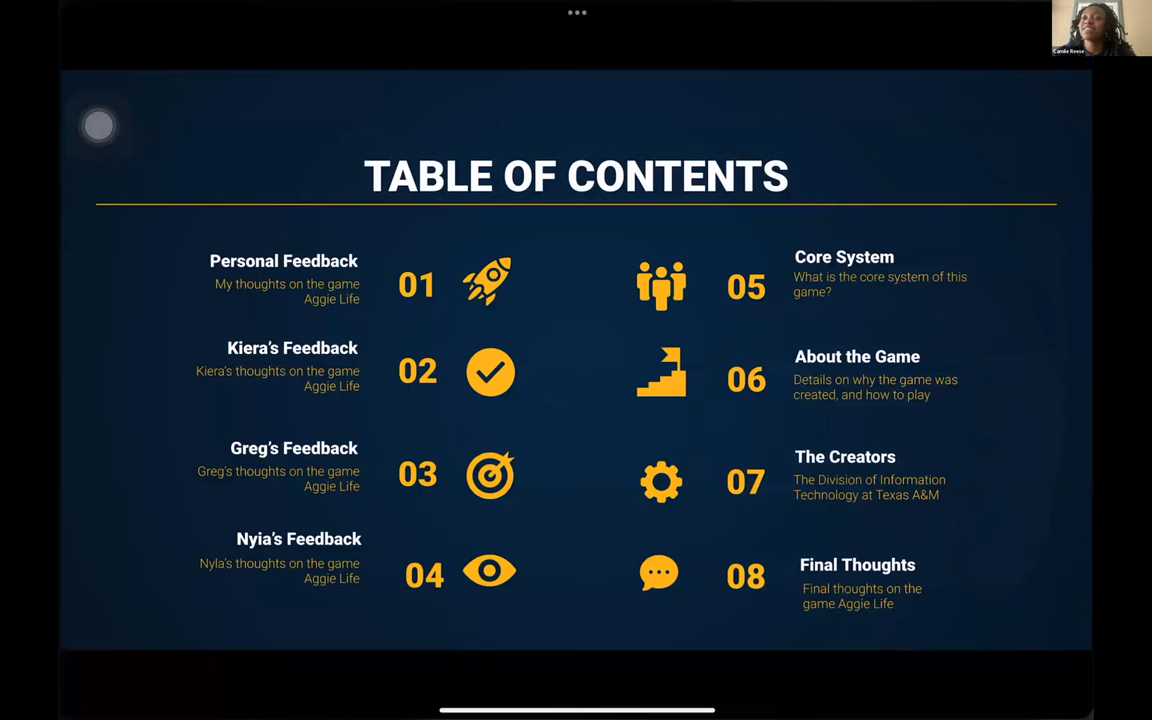 Camile Reese
TABLE OF CONTENTS
Personal Feedback
My thoughts on the game
Aggie Life
01
Kiera's Feedback
Kiera's thoughts on the game
Aggie Life
02
Greg's Feedback
Greg's thoughts on the game
Aggie Life
03
Nyia's Feedback
Nyla's thoughts on the game
Aggie Life
04
05
Core System
What is the core system of this
game?
06
About the Game
Details on why the game was
created, and how to play
07
The Creators
The Division of Information
Technology at Texas A&M
08
Final Thoughts
Final thoughts on the
game Aggie Life